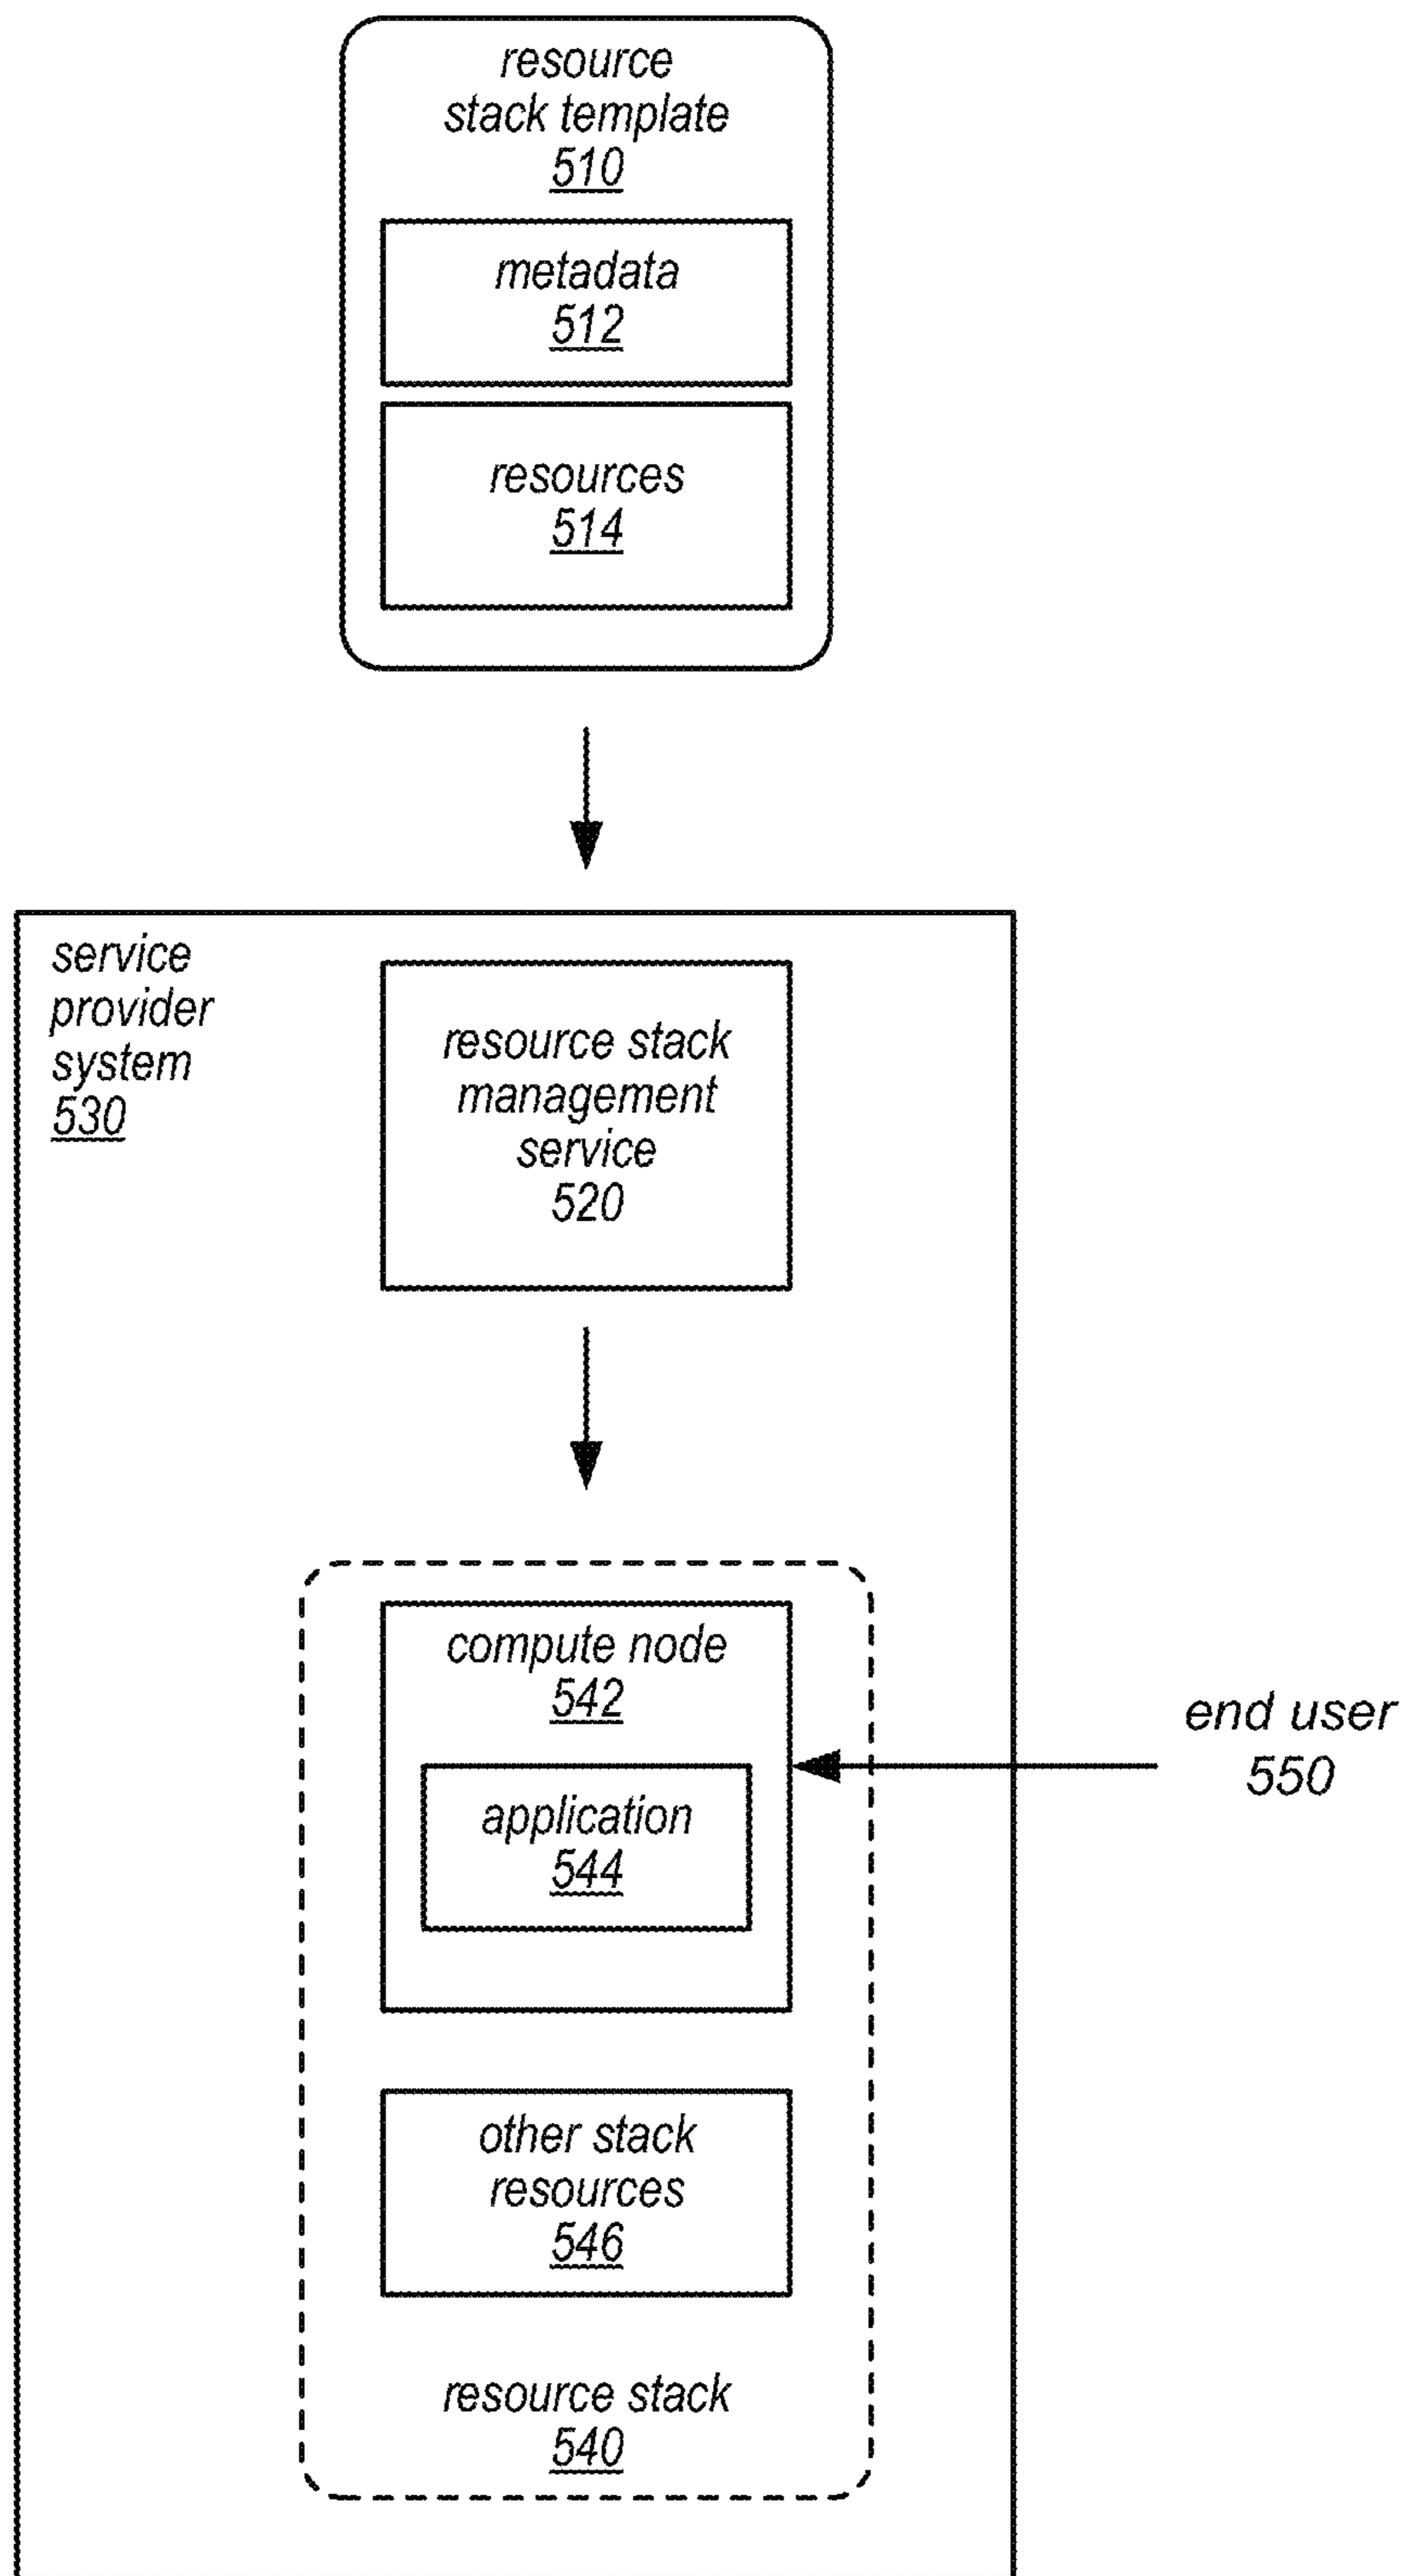 resource
stack template
510
metadata
512
resources
514
service
provider
system
530
resource stack
management
service
520
compute node
542
application
544
end user
550
other stack
resources
546
resource stack
540